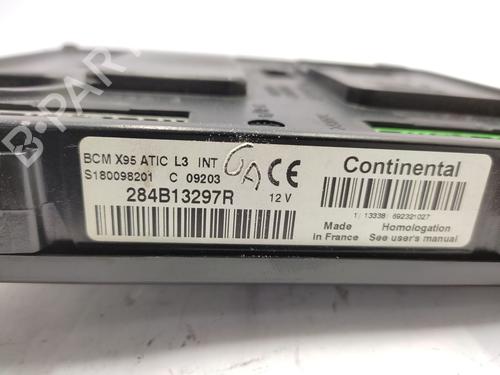 B-PARTS
BCM X95 ATIC L3 INT
S180098201 C 09203
GA
CE
284B13297R
12 V
Continental
1 13338 692321027
Made Homologation
in France See user's manual